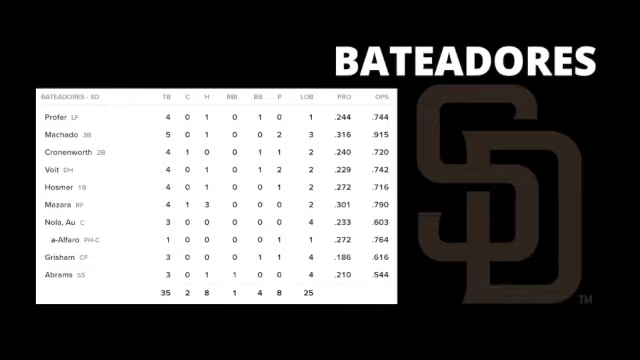 BATEADORES
BATEADORES - SD TB C H RBI BB P LOB PRO OPS
Profar LF 4 0 1 0 1 0 1 .244 .744
Machado 3B 5 0 1 0 0 2 3 .316 .915
Cronenworth 2B 4 1 0 0 1 1 2 .240 .720
Voit DH 4 0 1 0 1 2 2 .229 .742
Hosmer 1B 4 0 1 0 0 1 2 .272 .716
Mazara RF 4 1 3 0 0 0 2 .301 .790
Nola, Au C 3 0 0 0 0 0 4 .233 .603
a-Alfaro PH-C 1 0 0 0 0 1 1 .272 .764
Grisham CF 3 0 0 0 1 1 4 .186 .616
Abrams SS 3 0 1 1 0 0 4 .210 .544
35 2 8 1 4 8 25
SD
TM